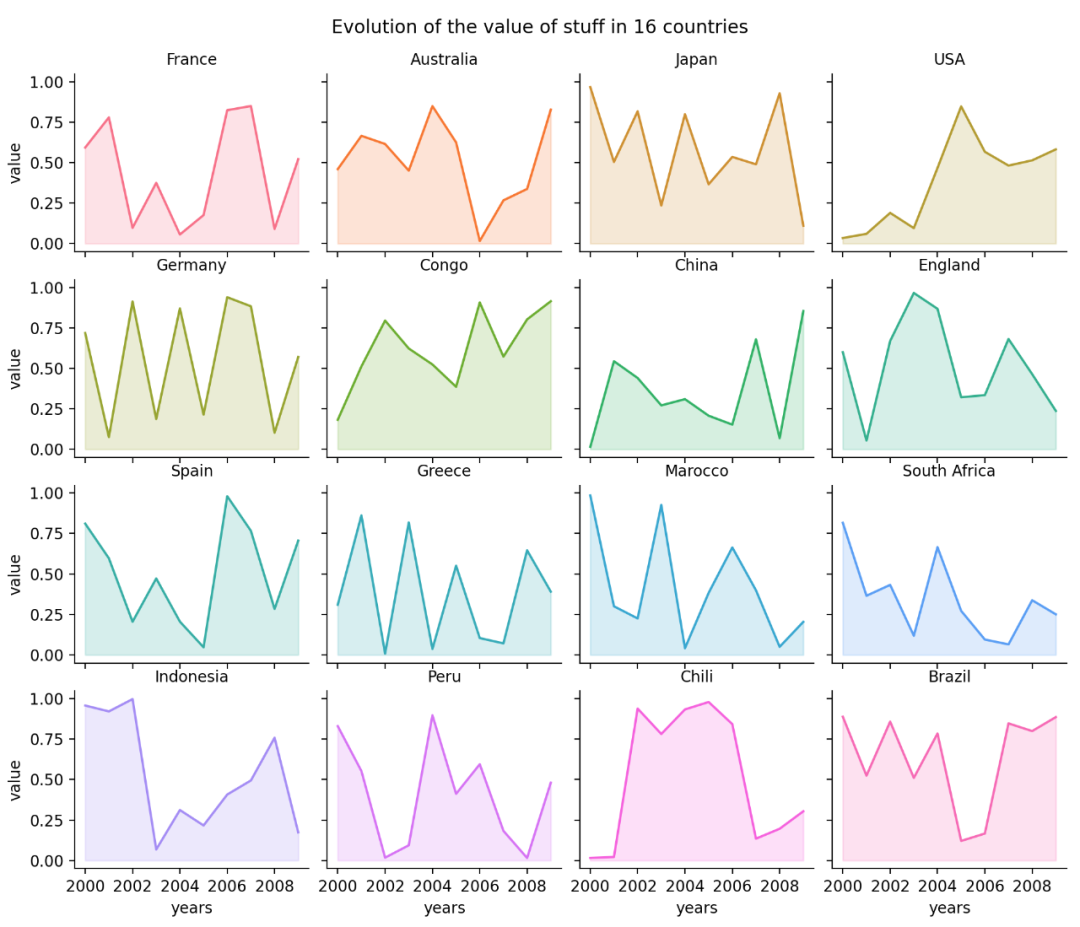 Evolution of the value of stuff in 16 countries
France Australia Japan USA
1.00
0.75
value
0.50
0.25
0.00
Germany Congo China England
1.00
0.75
value
0.50
0.25
0.00
Spain Greece Marocco South Africa
1.00
0.75
value
0.50
0.25
0.00
Indonesia Peru Chili Brazil
1.00
0.75
value
0.50
0.25
0.00
2000 2002 2004 2006 2008 2000 2002 2004 2006 2008 2000 2002 2004 2006 2008 2000 2002 2004 2006 2008
years years years years